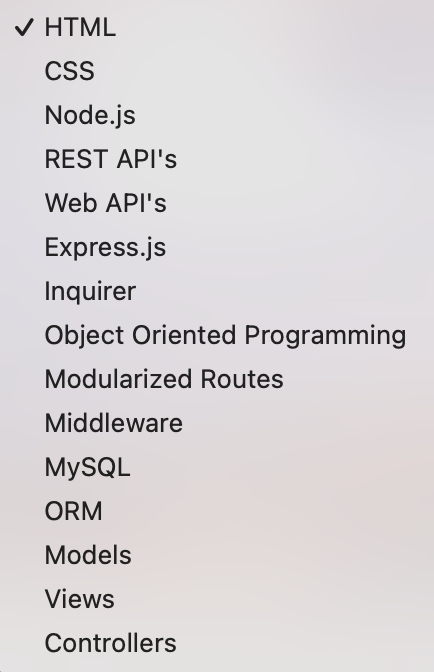 ✓ HTML
CSS
Node.js
REST API's
Web API's
Express.js
Inquirer
Object Oriented Programming
Modularized Routes
Middleware
MySQL
ORM
Models
Views
Controllers